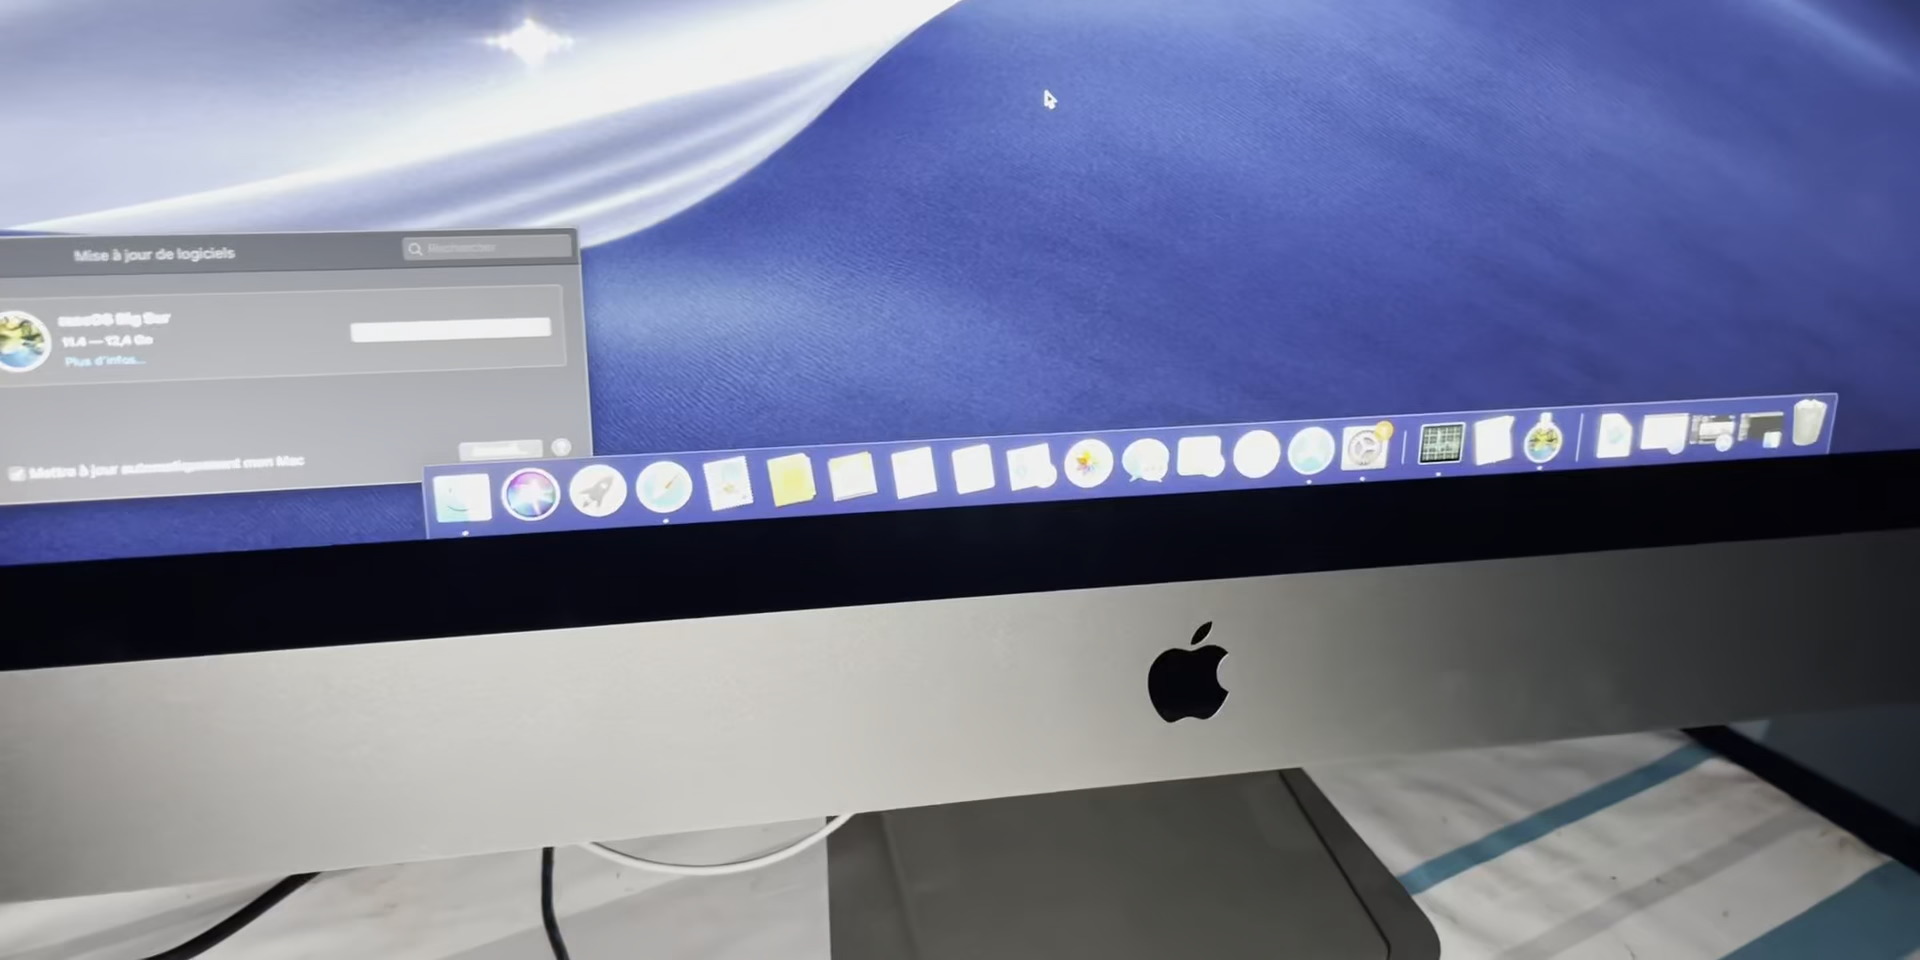 Mise à jour de logiciels
Rechercher
macOS Big Sur
11.4 — 12,4 Go
Plus d'infos...
Mettre à jour automatiquement mon Mac